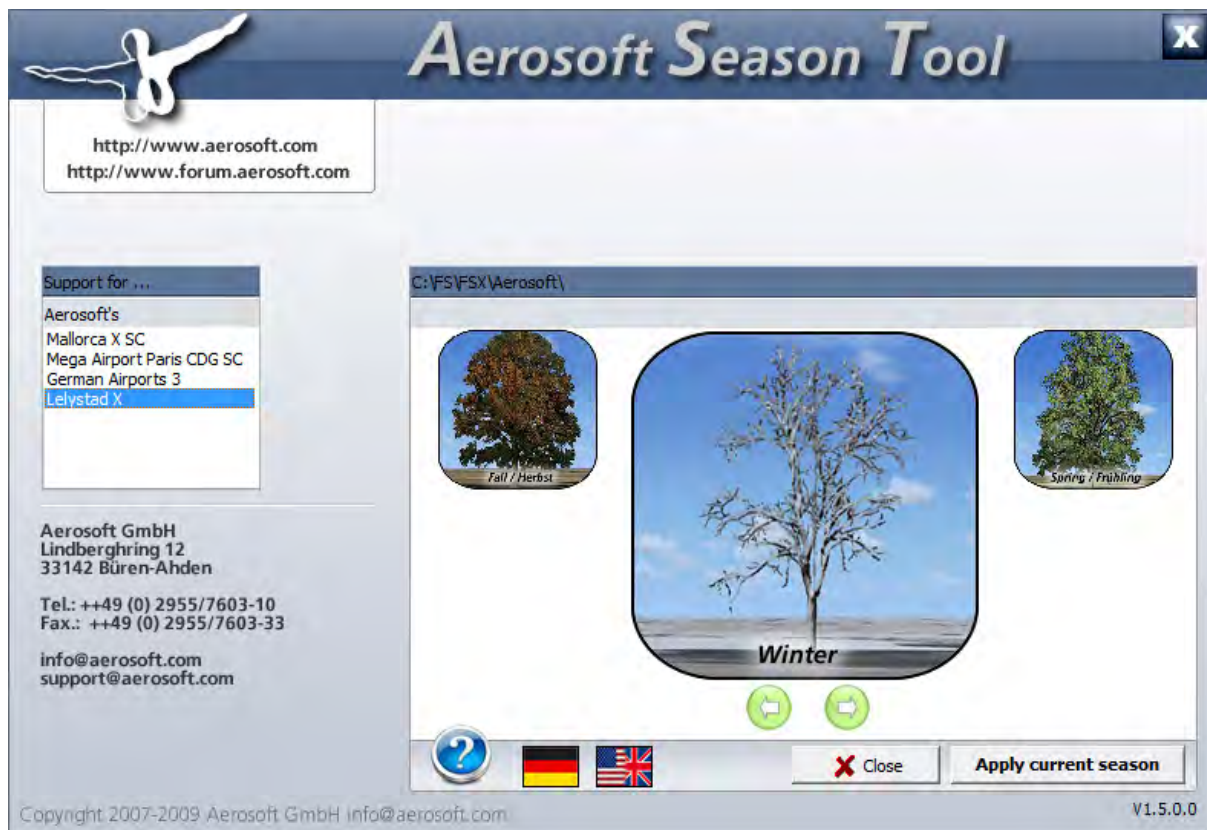 Aerosoft Season Tool
X
http://www.aerosoft.com
http://www.forum.aerosoft.com
Support for ...
Aerosoft's
Mallorca X SC
Mega Airport Paris CDG SC
German Airports 3
Lelystad X
Aerosoft GmbH
Lindberghring 12
33142 Büren-Ahden
Tel.: ++49 (0) 2955/7603-10
Fax.: ++49 (0) 2955/7603-33
info@aerosoft.com
support@aerosoft.com
C:\FS\FSX\Aerosoft\
Fall / Herbst
Winter
Spring / Frühling
?
Close
Apply current season
Copyright 2007-2009 Aerosoft GmbH info@aerosoft.com
V1.5.0.0